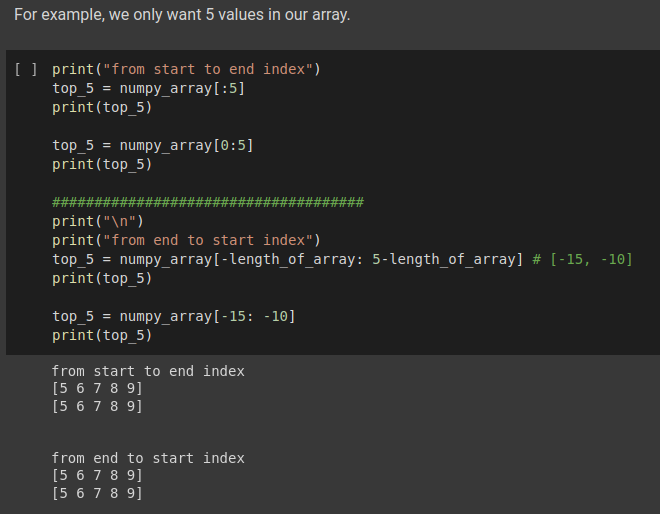 For example, we only want 5 values in our array.
[ ] print("from start to end index")
top_5 = numpy_array[:5]
print(top_5)
top_5 = numpy_array[0:5]
print(top_5)
#####################################
print("\n")
print("from end to start index")
top_5 = numpy_array[-length_of_array: 5-length_of_array] # [-15, -10]
print(top_5)
top_5 = numpy_array[-15: -10]
print(top_5)
from start to end index
[5 6 7 8 9]
[5 6 7 8 9]
from end to start index
[5 6 7 8 9]
[5 6 7 8 9]